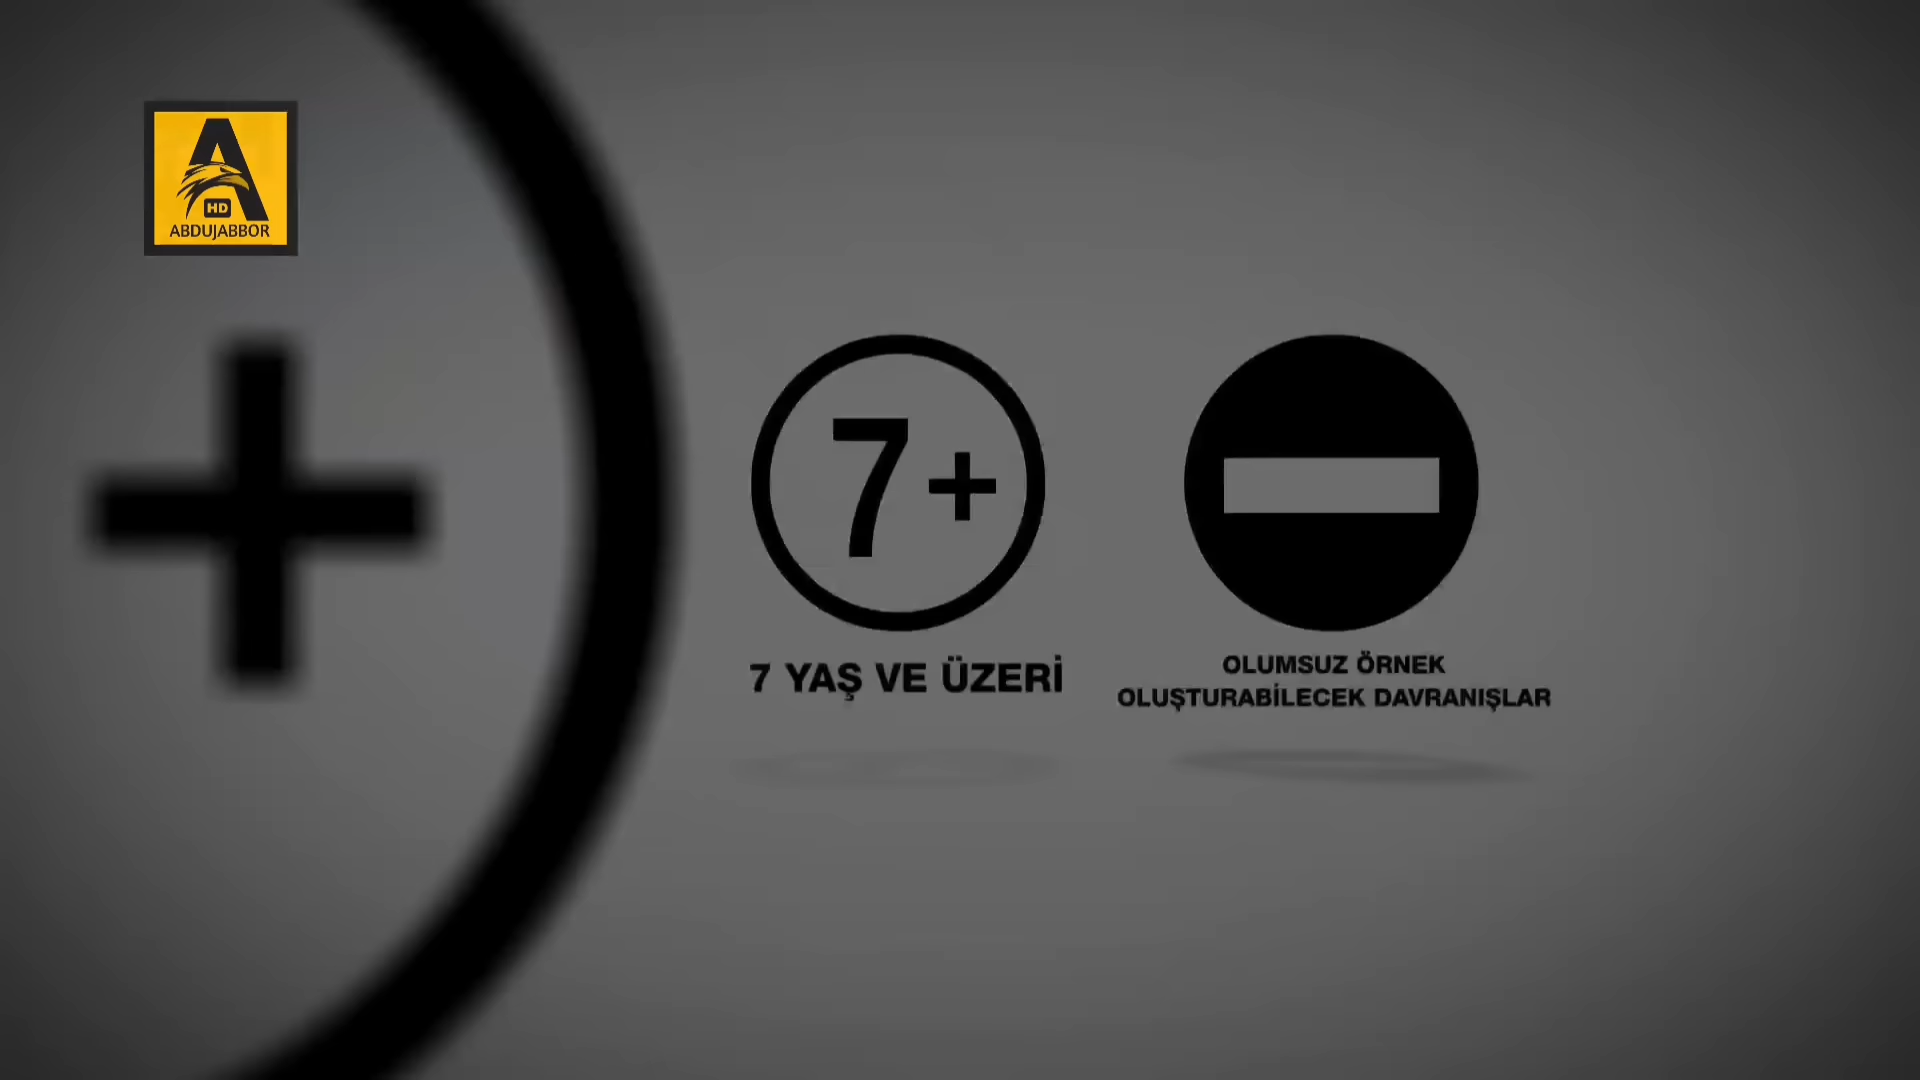 A
HD
ABDUJABBOR
+
7+
7 YAŞ VE ÜZERİ
OLUMSUZ ÖRNEK
OLUŞTURABİLECEK DAVRANIŞLAR